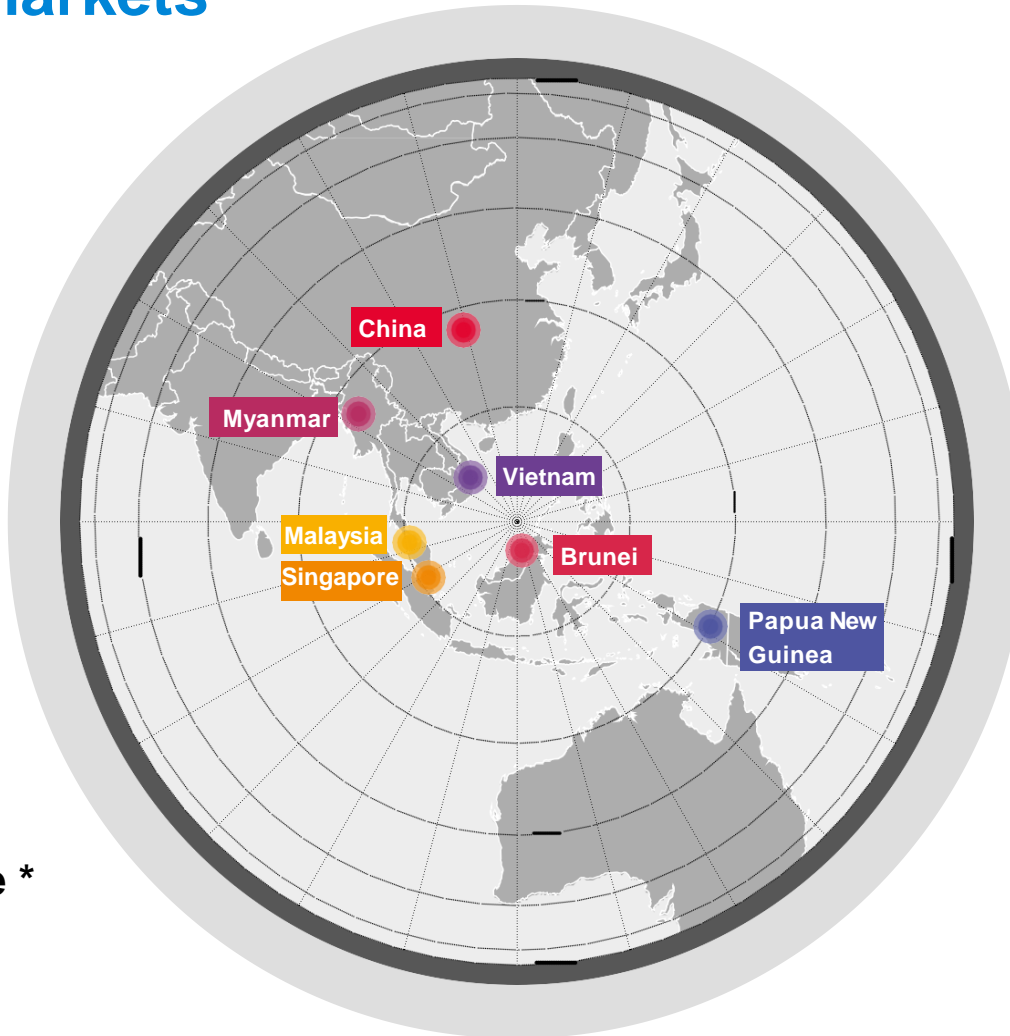 arkets
China
Myanmar
Vietnam
Malaysia
Brunei
Singapore
Papua New
Guinea
e *